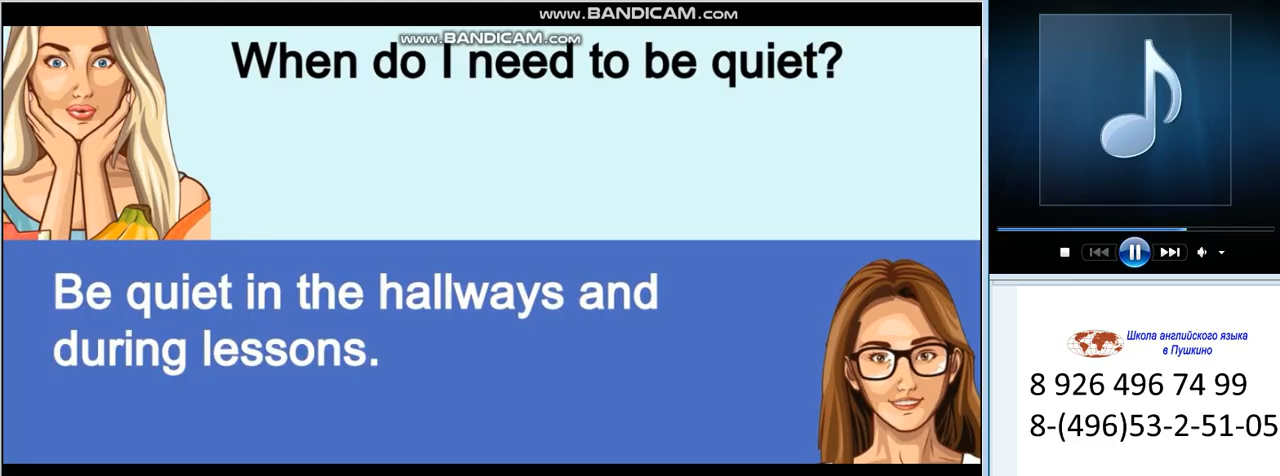 www.BANDICAM.com
www.BANDICAM.com
When do I need to be quiet?
Be quiet in the hallways and
during lessons.
Школа английского языка
в Пушкино
8 926 496 74 99
8-(496)53-2-51-05